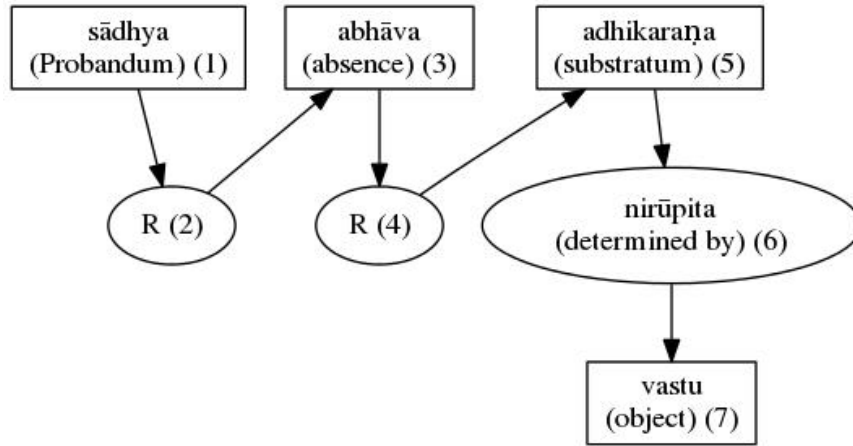 sādhya
(Probandum) (1)
abhāva
(absence) (3)
adhikaraṇa
(substratum) (5)
R (2)
R (4)
nirūpita
(determined by) (6)
vastu
(object) (7)